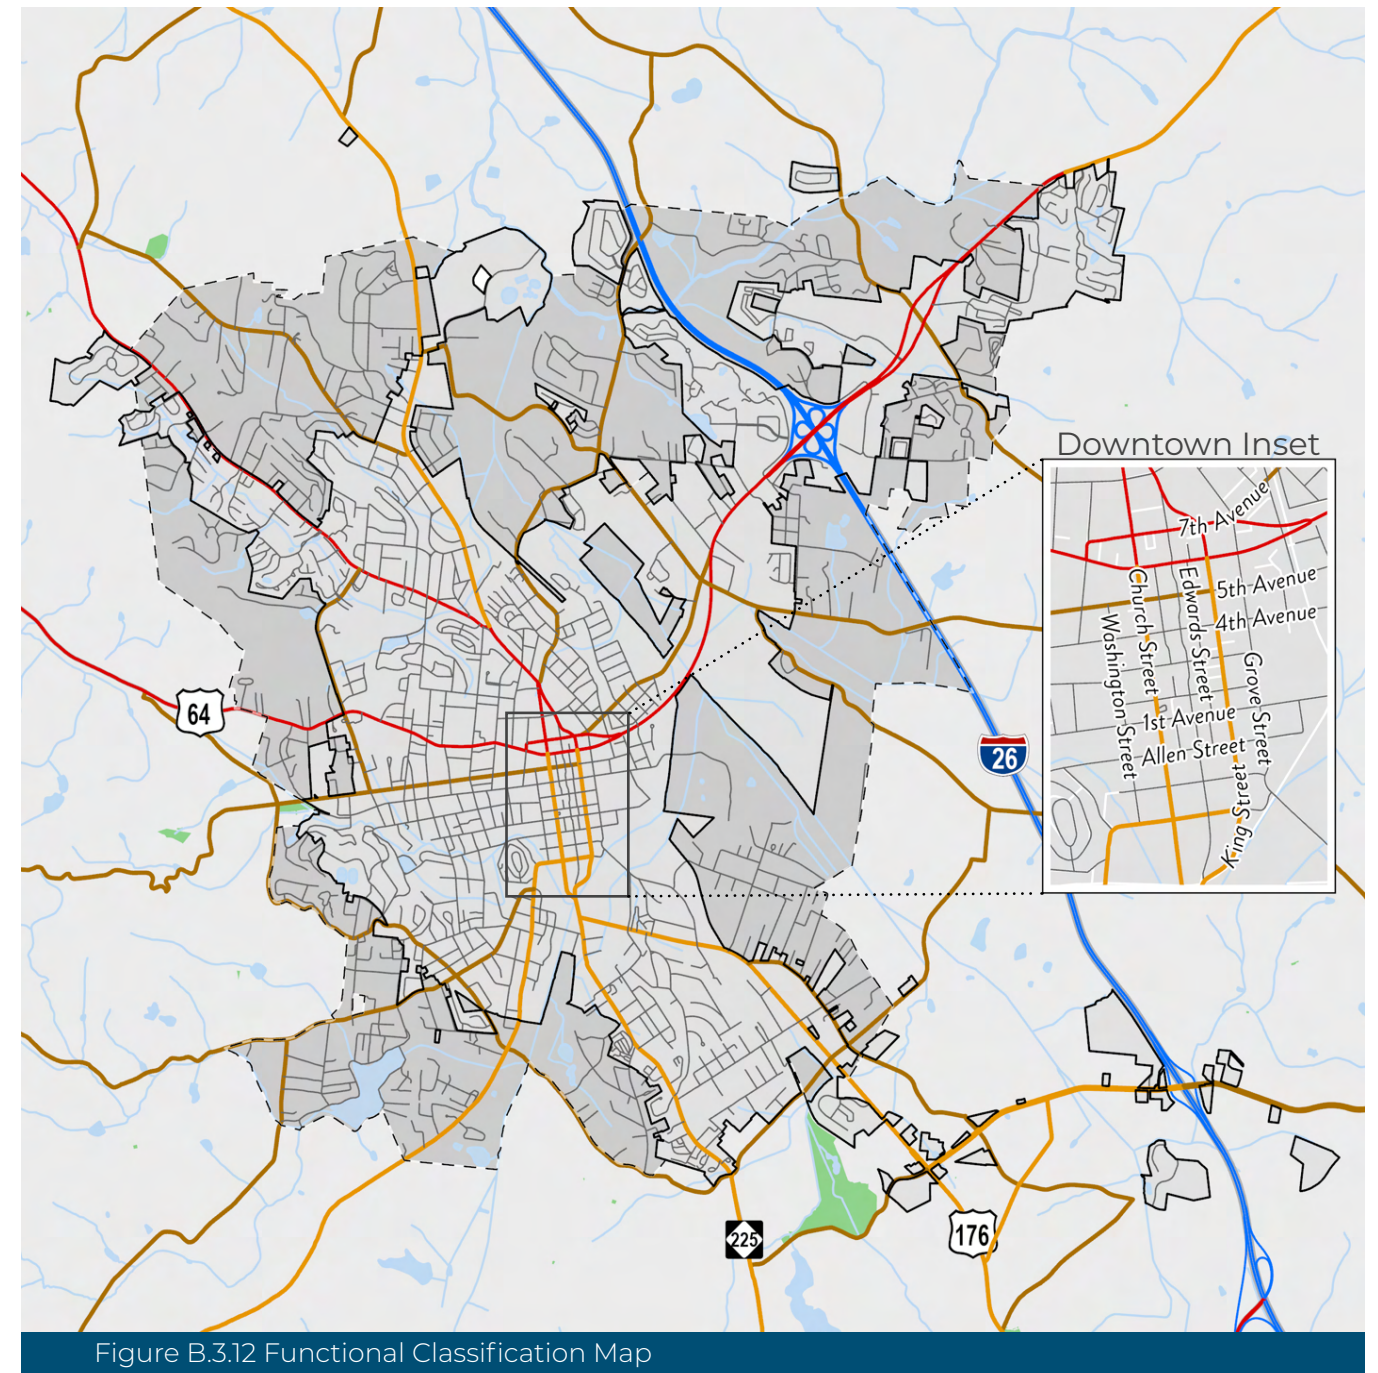 Downtown Inset
7th Avenue
5th Avenue
4th Avenue
Church Street
Edwards Street
Washington Street
Grove Street
1st Avenue
Allen Street
King Street
64
26
225
176
Figure B.3.12 Functional Classification Map